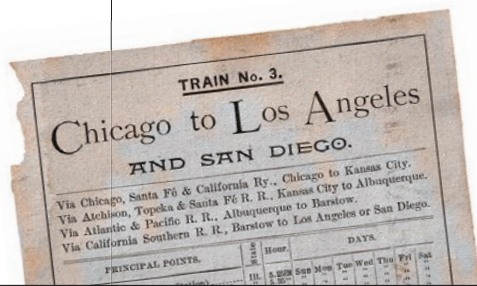 TRAIN No. 3.
Chicago to Los Angeles
AND SAN DIEGO.
Via Chicago, Santa Fé & California Ry., Chicago to Kansas City.
Via Atchison, Topeka & Santa Fé R. R., Kansas City to Albuquerque.
Via Atlantic & Pacific R. R., Albuquerque to Barstow.
Via California Southern R. R., Barstow to Los Angeles or San Diego.
PRINCIPAL POINTS. State Hour. DAYS.
Ill. Sun Mon Tue Wed Thu Fri Sat